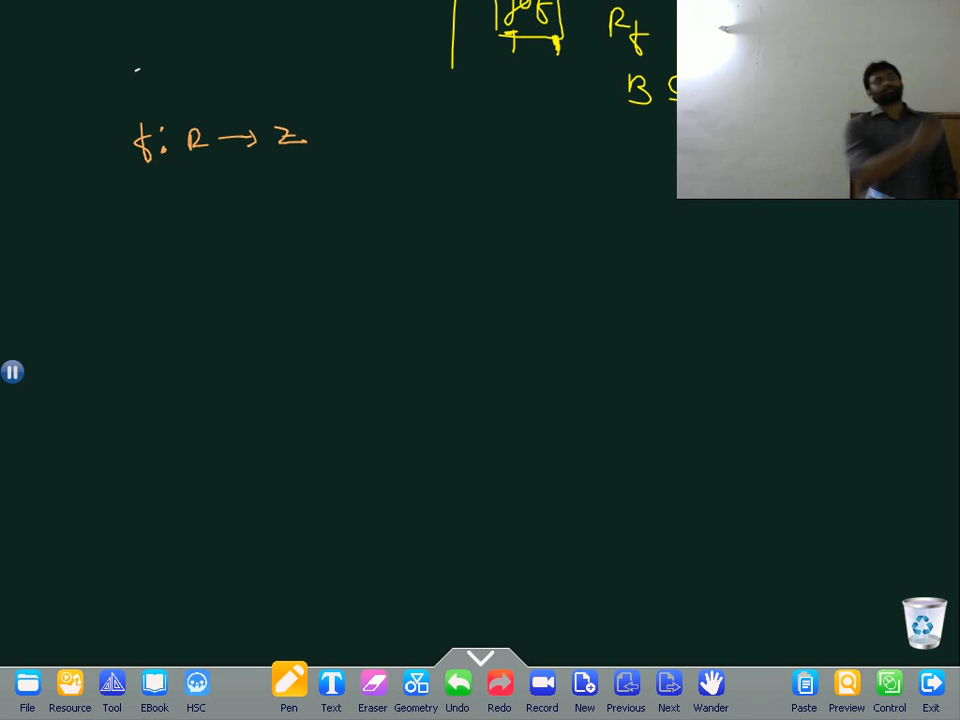 gof R_f
B
f: R → Z
File Resource Tool EBook HSC Pen Text Eraser Geometry Undo Redo Record New Previous Next Wander Paste Preview Control Exit